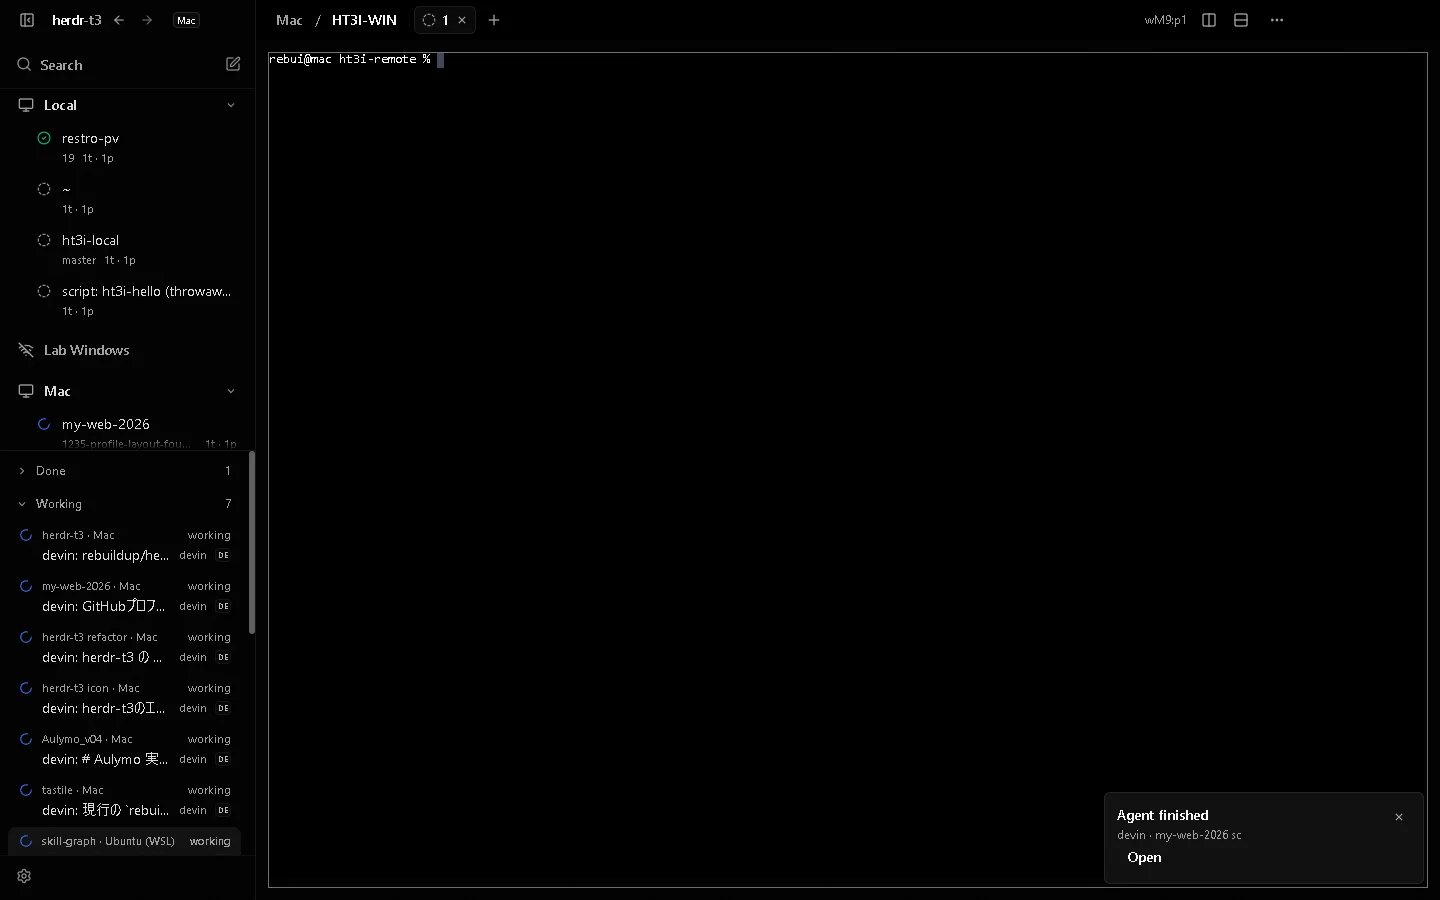 herdr-t3 Mac
Mac / HT3I-WIN 1
wM9:p1
Search
Local
restro-pv
19 1t · 1p
~
1t · 1p
ht3i-local
master 1t · 1p
script: ht3i-hello (throwaw...
1t · 1p
Lab Windows
Mac
my-web-2026
1235-profile-layout-fou... 1t · 1p
Done 1
Working 7
herdr-t3 · Mac working
devin: rebuildup/he... devin DE
my-web-2026 · Mac working
devin: GitHubプロフ... devin DE
herdr-t3 refactor · Mac working
devin: herdr-t3 の ... devin DE
herdr-t3 icon · Mac working
devin: herdr-t3のエ... devin DE
Aulymo_v04 · Mac working
devin: # Aulymo 実... devin DE
tastile · Mac working
devin: 現行の `rebui... devin DE
skill-graph · Ubuntu (WSL) working
rebui@mac ht3i-remote %
Agent finished
devin · my-web-2026 sc
Open